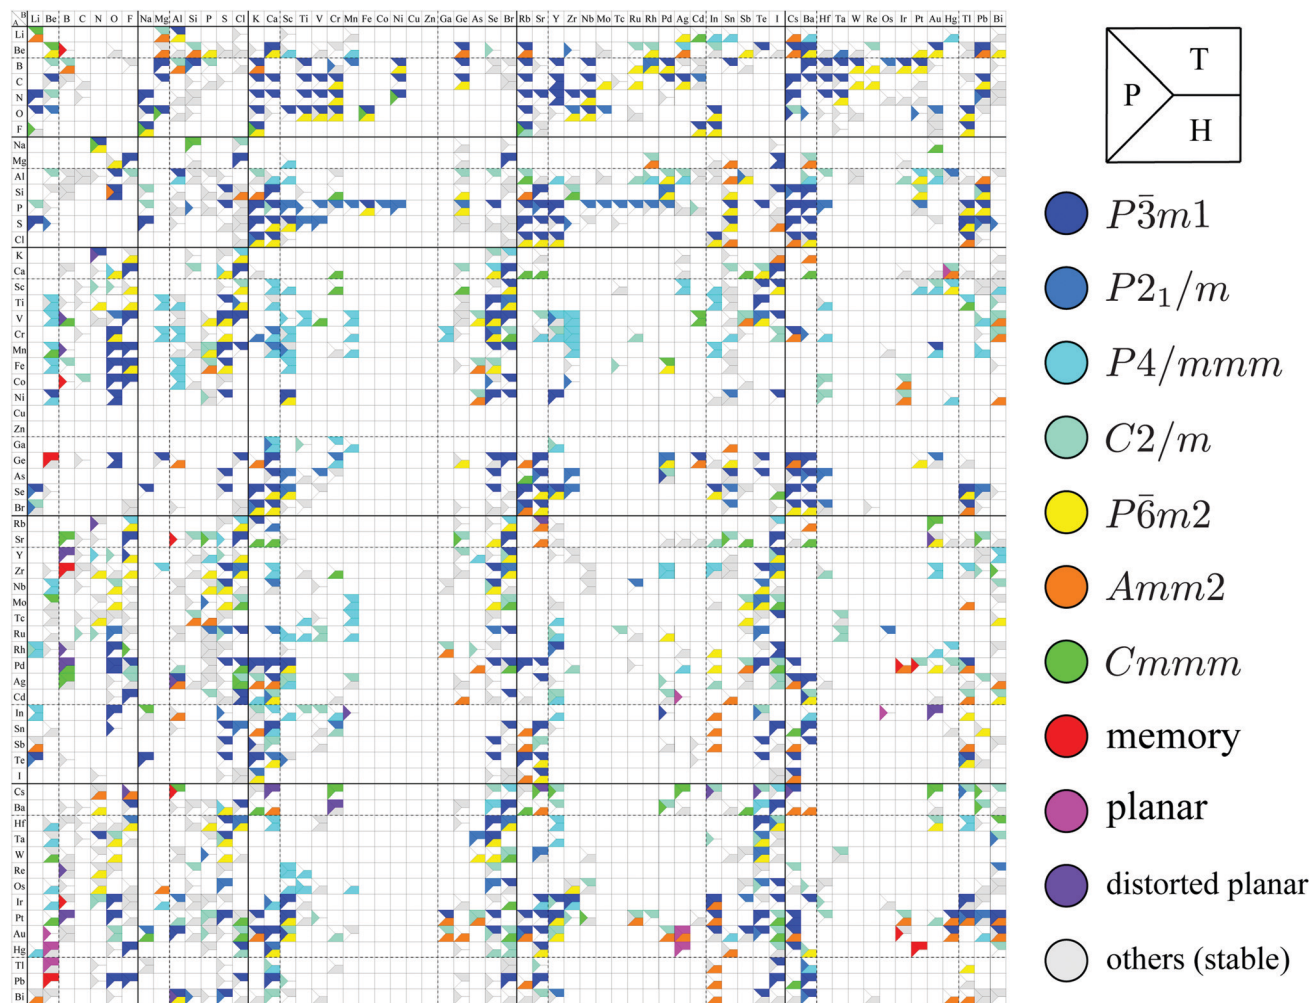 B
A
Li Be B C N O F Na Mg Al Si P S Cl K Ca Sc Ti V Cr Mn Fe Co Ni Cu Zn Ga Ge As Se Br Rb Sr Y Zr Nb Mo Tc Ru Rh Pd Ag Cd In Sn Sb Te I Cs Ba Hf Ta W Re Os Ir Pt Au Hg Tl Pb Bi
Li
Be
B
C
N
O
F
Na
Mg
Al
Si
P
S
Cl
K
Ca
Sc
Ti
V
Cr
Mn
Fe
Co
Ni
Cu
Zn
Ga
Ge
As
Se
Br
Rb
Sr
Y
Zr
Nb
Mo
Tc
Ru
Rh
Pd
Ag
Cd
In
Sn
Sb
Te
I
Cs
Ba
Hf
Ta
W
Re
Os
Ir
Pt
Au
Hg
Tl
Pb
Bi
T
P
H
P3̄m1
P2₁/m
P4/mmm
C2/m
P6̄m2
Amm2
Cmmm
memory
planar
distorted planar
others (stable)